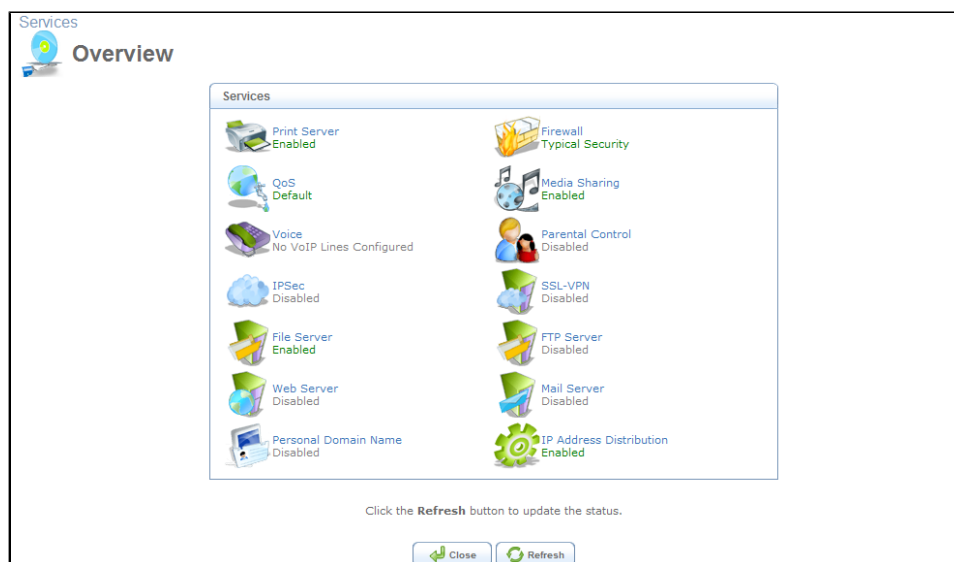 Services
Overview
Services
Print Server
Enabled
Firewall
Typical Security
QoS
Default
Media Sharing
Enabled
Voice
No VoIP Lines Configured
Parental Control
Disabled
IPSec
Disabled
SSL-VPN
Disabled
File Server
Enabled
FTP Server
Disabled
Web Server
Disabled
Mail Server
Disabled
Personal Domain Name
Disabled
IP Address Distribution
Enabled
Click the Refresh button to update the status.
Close
Refresh